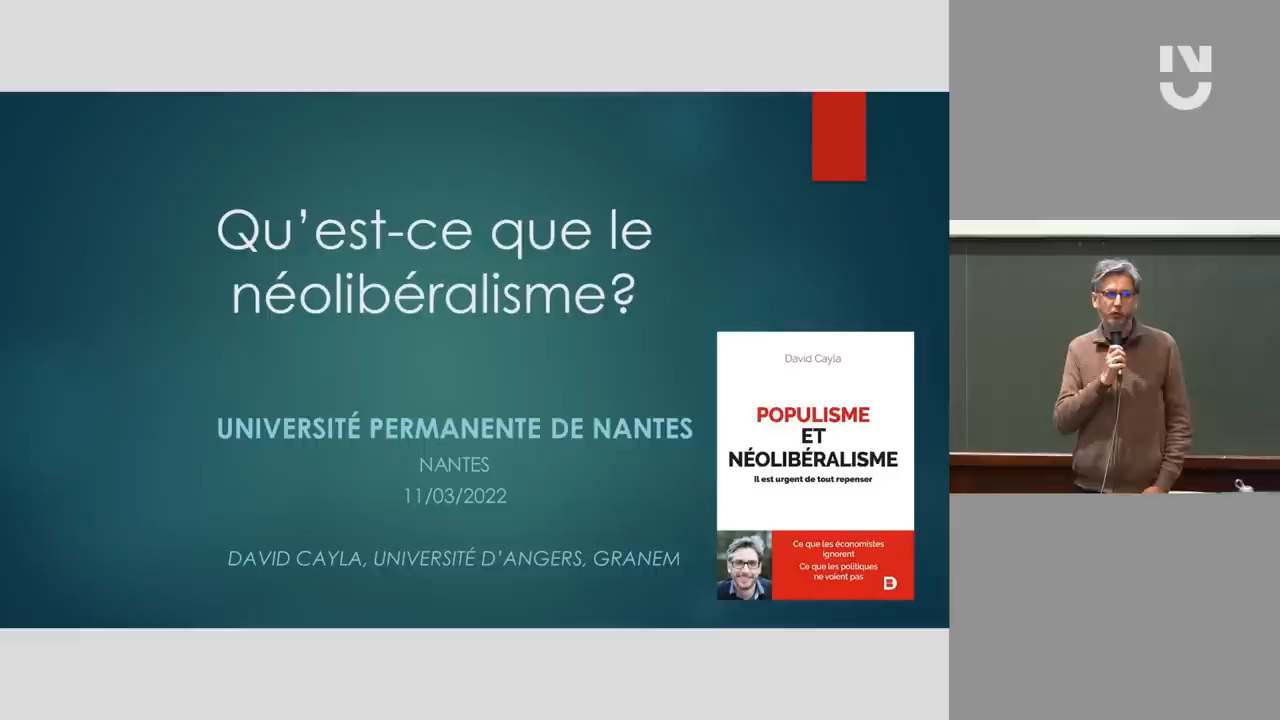 Qu'est-ce que le
néolibéralisme?
UNIVERSITÉ PERMANENTE DE NANTES
NANTES
11/03/2022
DAVID CAYLA, UNIVERSITÉ D'ANGERS, GRANEM
David Cayla
POPULISME
ET
NÉOLIBÉRALISME
Il est urgent de tout repenser
Ce que les économistes
ignorent
Ce que les politiques
ne voient pas